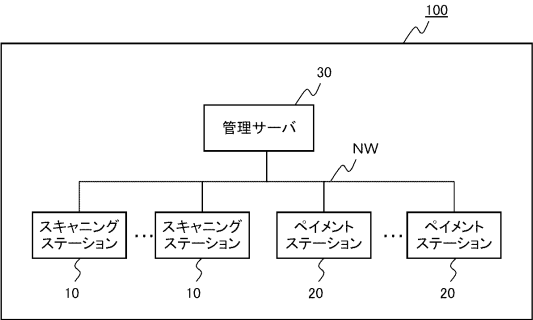 100
30
管理サーバ
NW
スキャニング
ステーション
…
スキャニング
ステーション
ペイメント
ステーション
…
ペイメント
ステーション
10
10
20
20